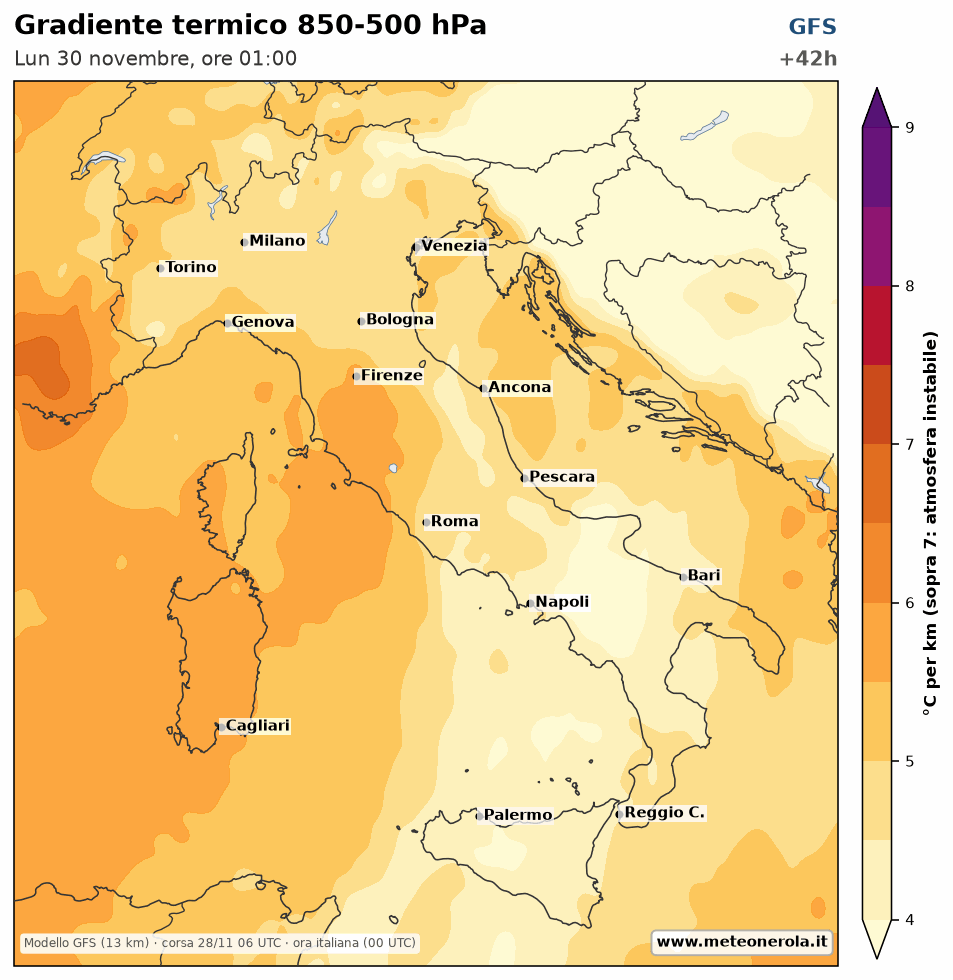 Gradiente termico 850-500 hPa
GFS
Lun 30 novembre, ore 01:00
+42h
Milano
Venezia
Torino
Genova
Bologna
Firenze
Ancona
Pescara
Roma
Bari
Napoli
Cagliari
Palermo
Reggio C.
9
8
7
6
5
4
°C per km (sopra 7: atmosfera instabile)
Modello GFS (13 km) · corsa 28/11 06 UTC · ora italiana (00 UTC)
www.meteonerola.it